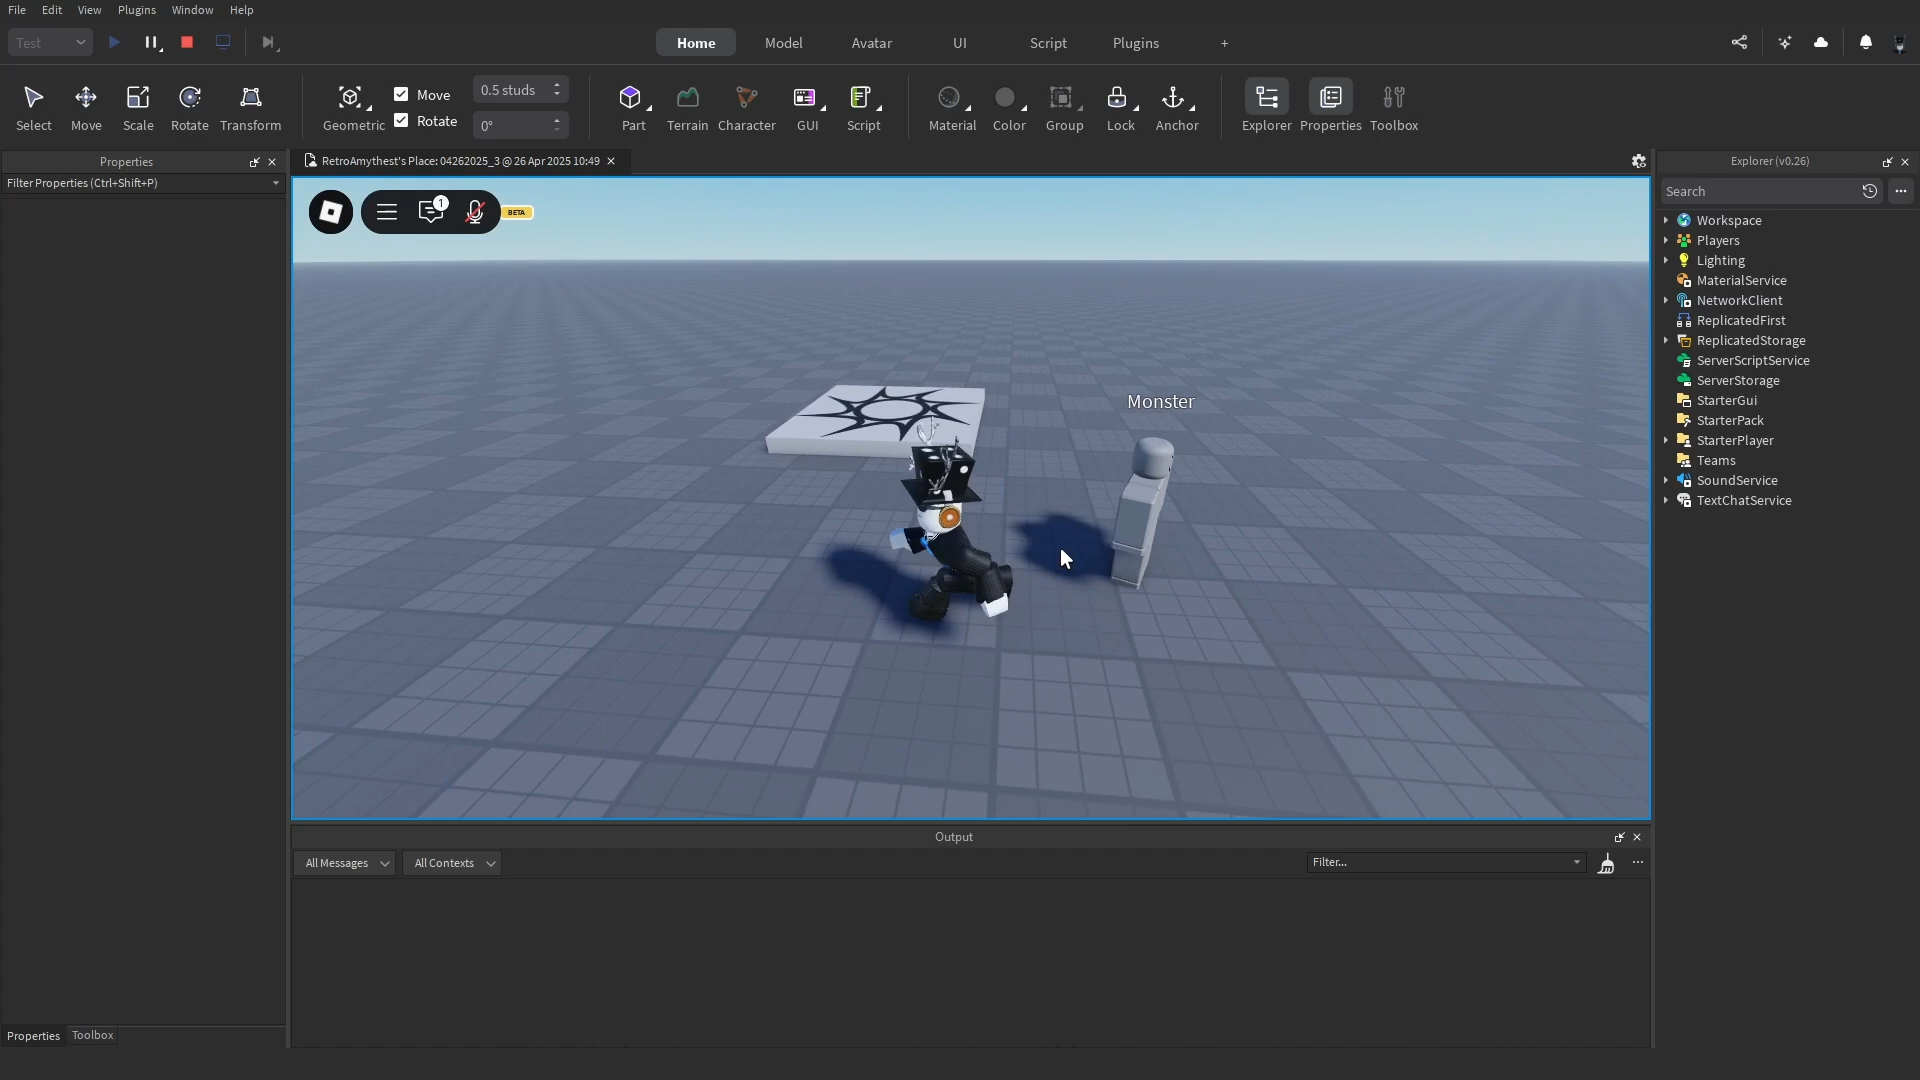 File Edit View Plugins Window Help
Test
Home Model Avatar UI Script Plugins +
Select Move Scale Rotate Transform
Geometric
Move 0.5 studs
Rotate 0°
Part Terrain Character GUI Script
Material Color Group Lock Anchor
Explorer Properties Toolbox
Properties
Filter Properties (Ctrl+Shift+P)
RetroAmythest's Place: 04262025_3 @ 26 Apr 2025 10:49
1
BETA
Monster
Output
All Messages All Contexts Filter...
Properties Toolbox
Explorer (v0.26)
Search
Workspace
Players
Lighting
MaterialService
NetworkClient
ReplicatedFirst
ReplicatedStorage
ServerScriptService
ServerStorage
StarterGui
StarterPack
StarterPlayer
Teams
SoundService
TextChatService